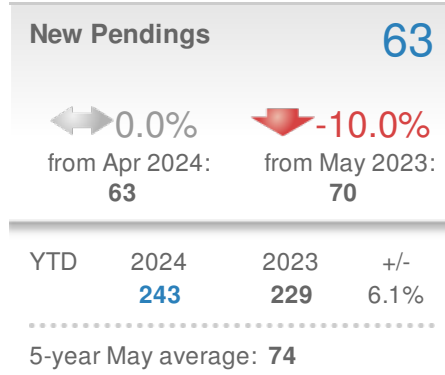 New Pendings 63
0.0% -10.0%
from Apr 2024: from May 2023:
63 70
YTD 2024 2023 +/-
243 229 6.1%
5-year May average: 74